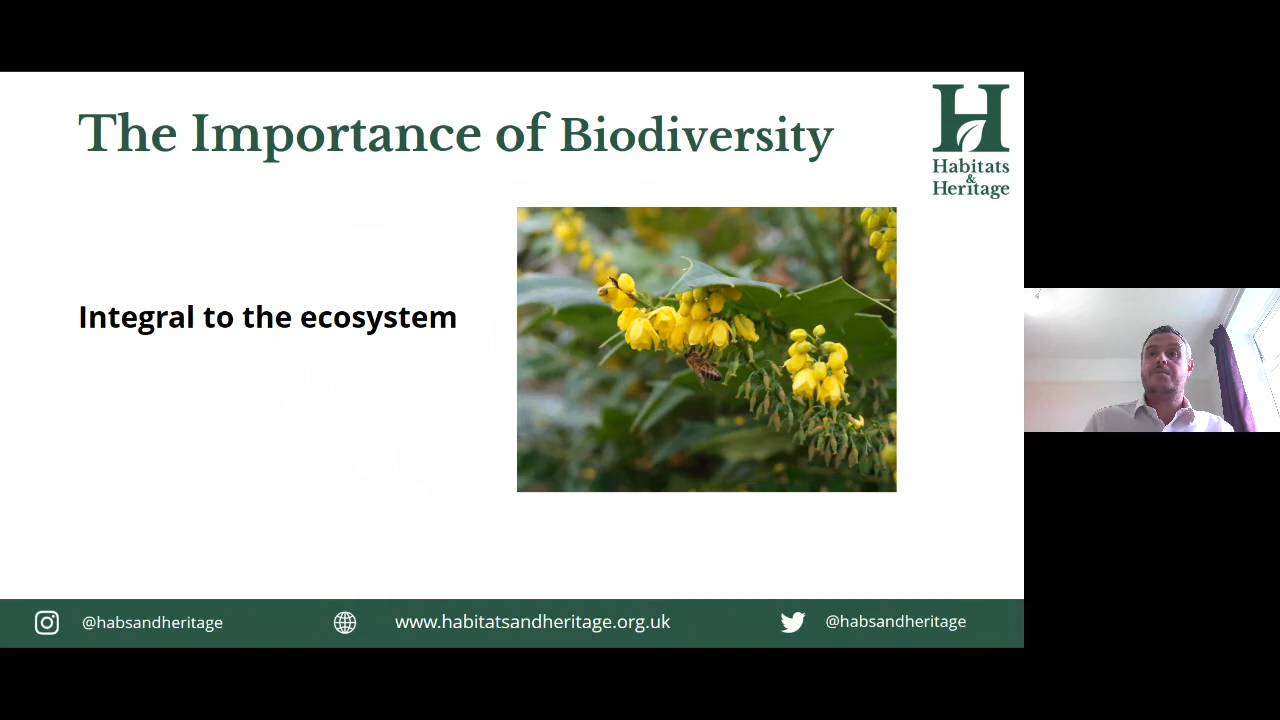 The Importance of Biodiversity
Habitats
&
Heritage
Integral to the ecosystem
@habsandheritage
www.habitatsandheritage.org.uk
@habsandheritage